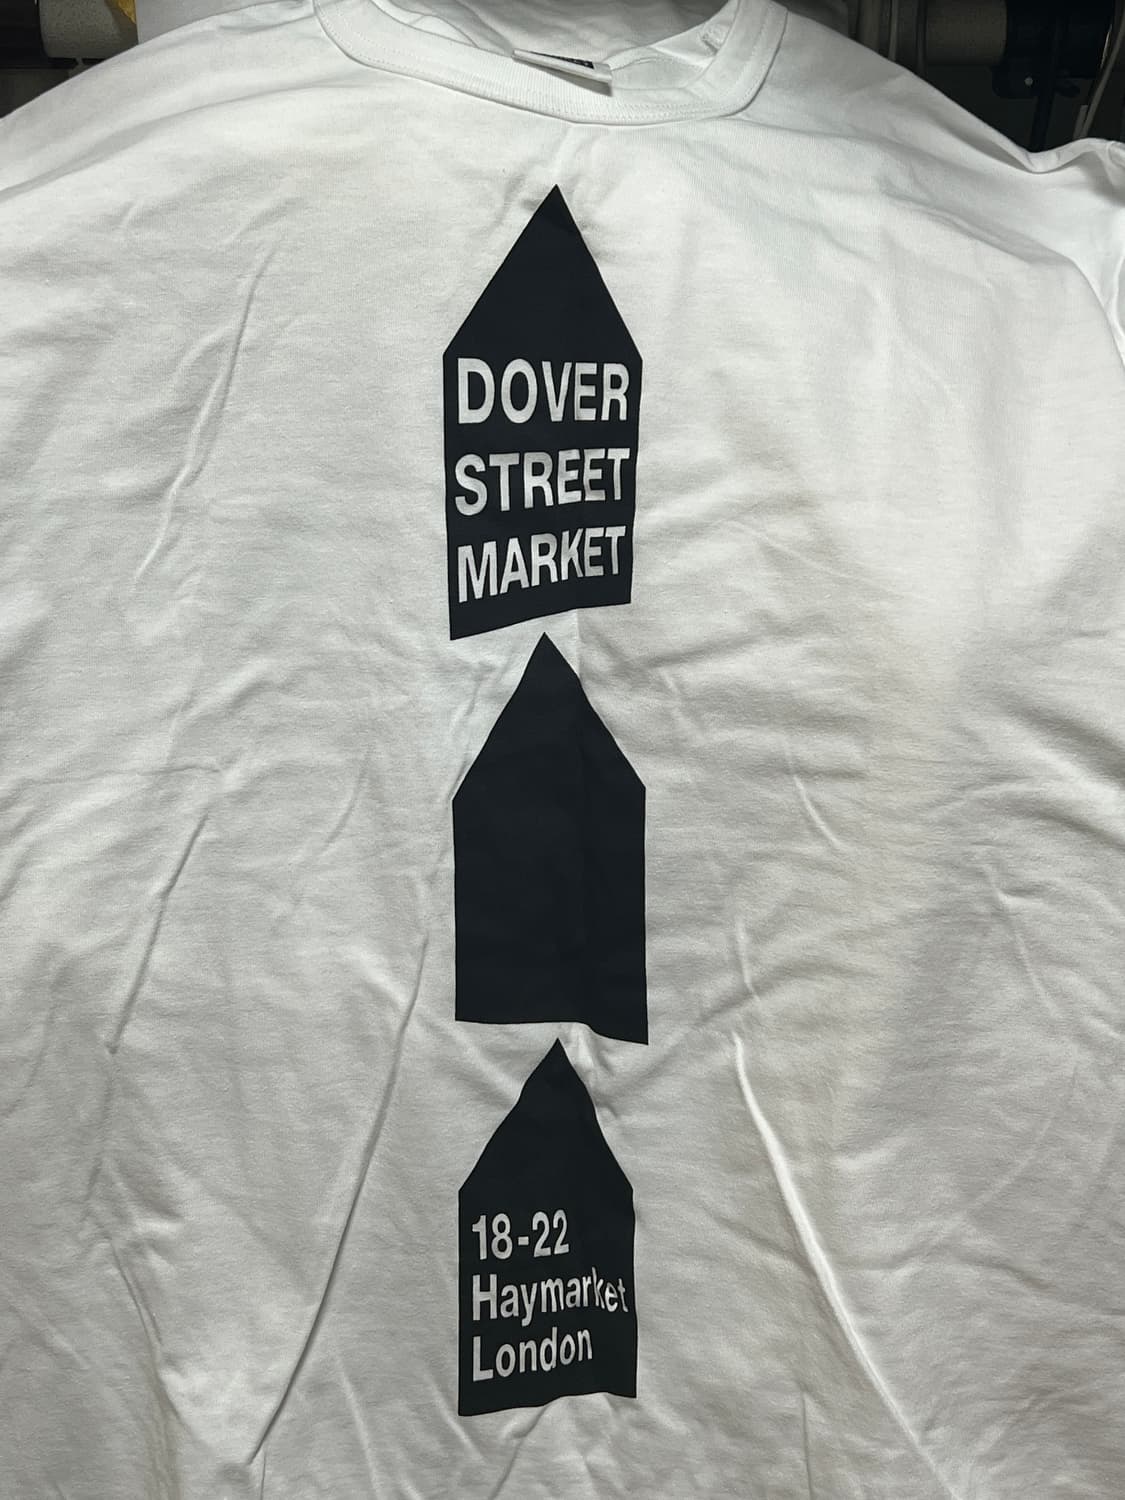 DOVER
STREET
MARKET
18-22
Haymarket
London